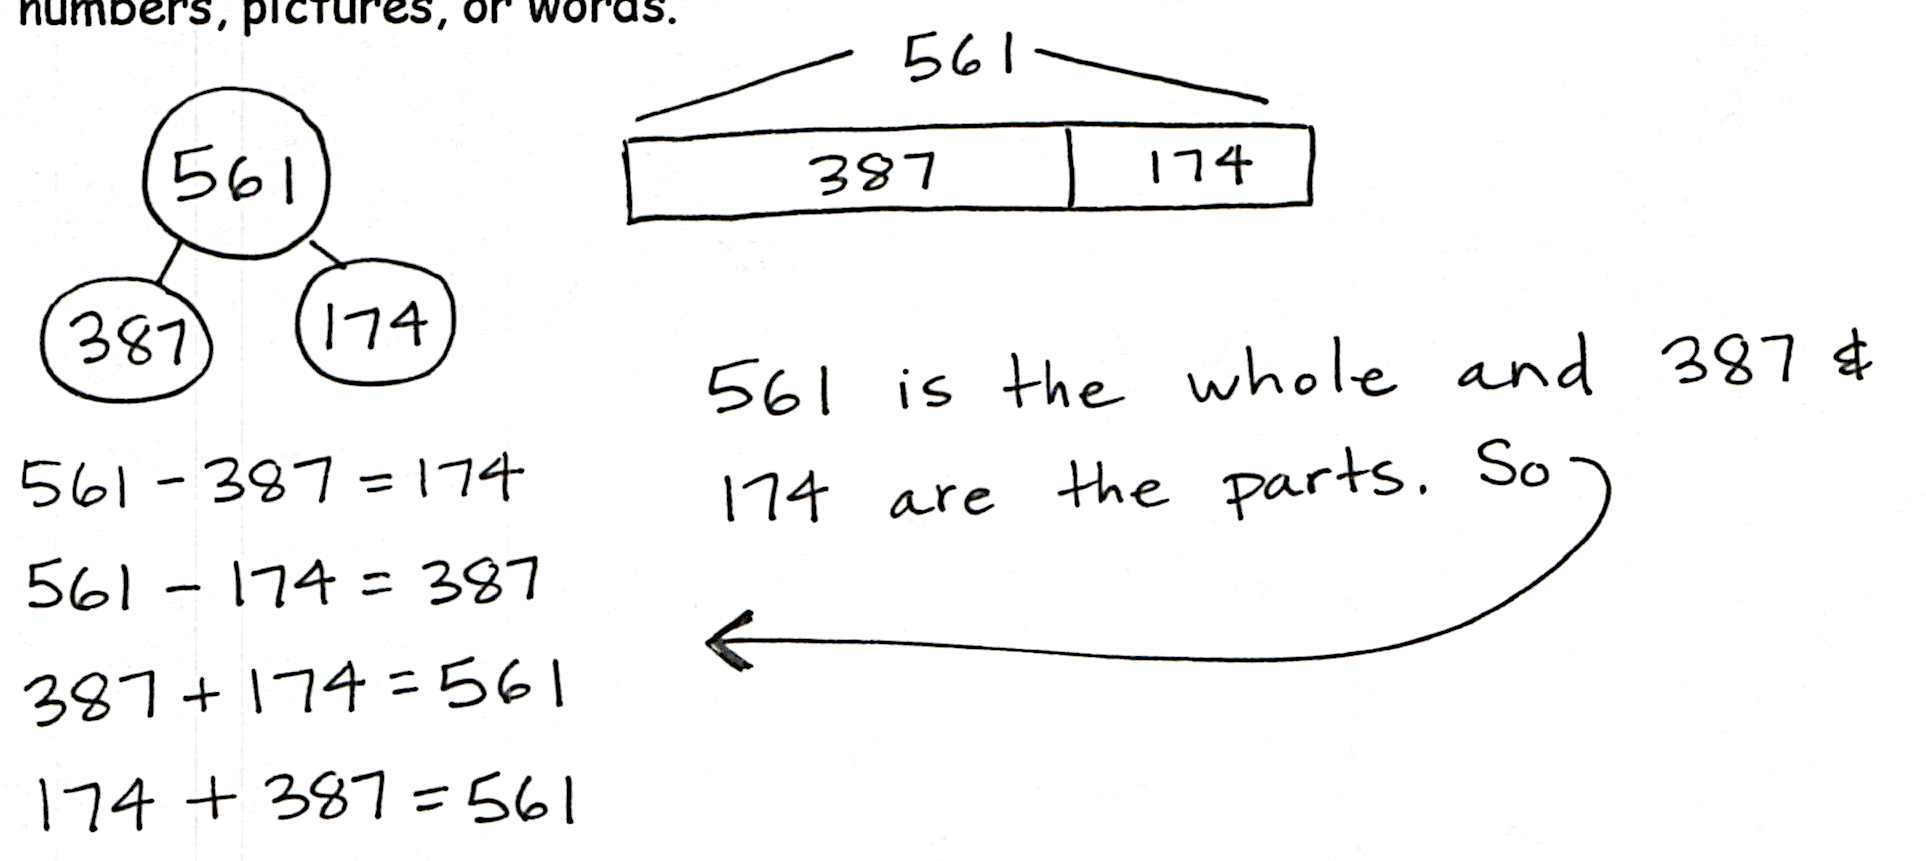 numbers, pictures, or words.
561
387 174
561
387 174
561 is the whole and 387 &
174 are the parts. So
561 - 387 = 174
561 - 174 = 387
387 + 174 = 561
174 + 387 = 561